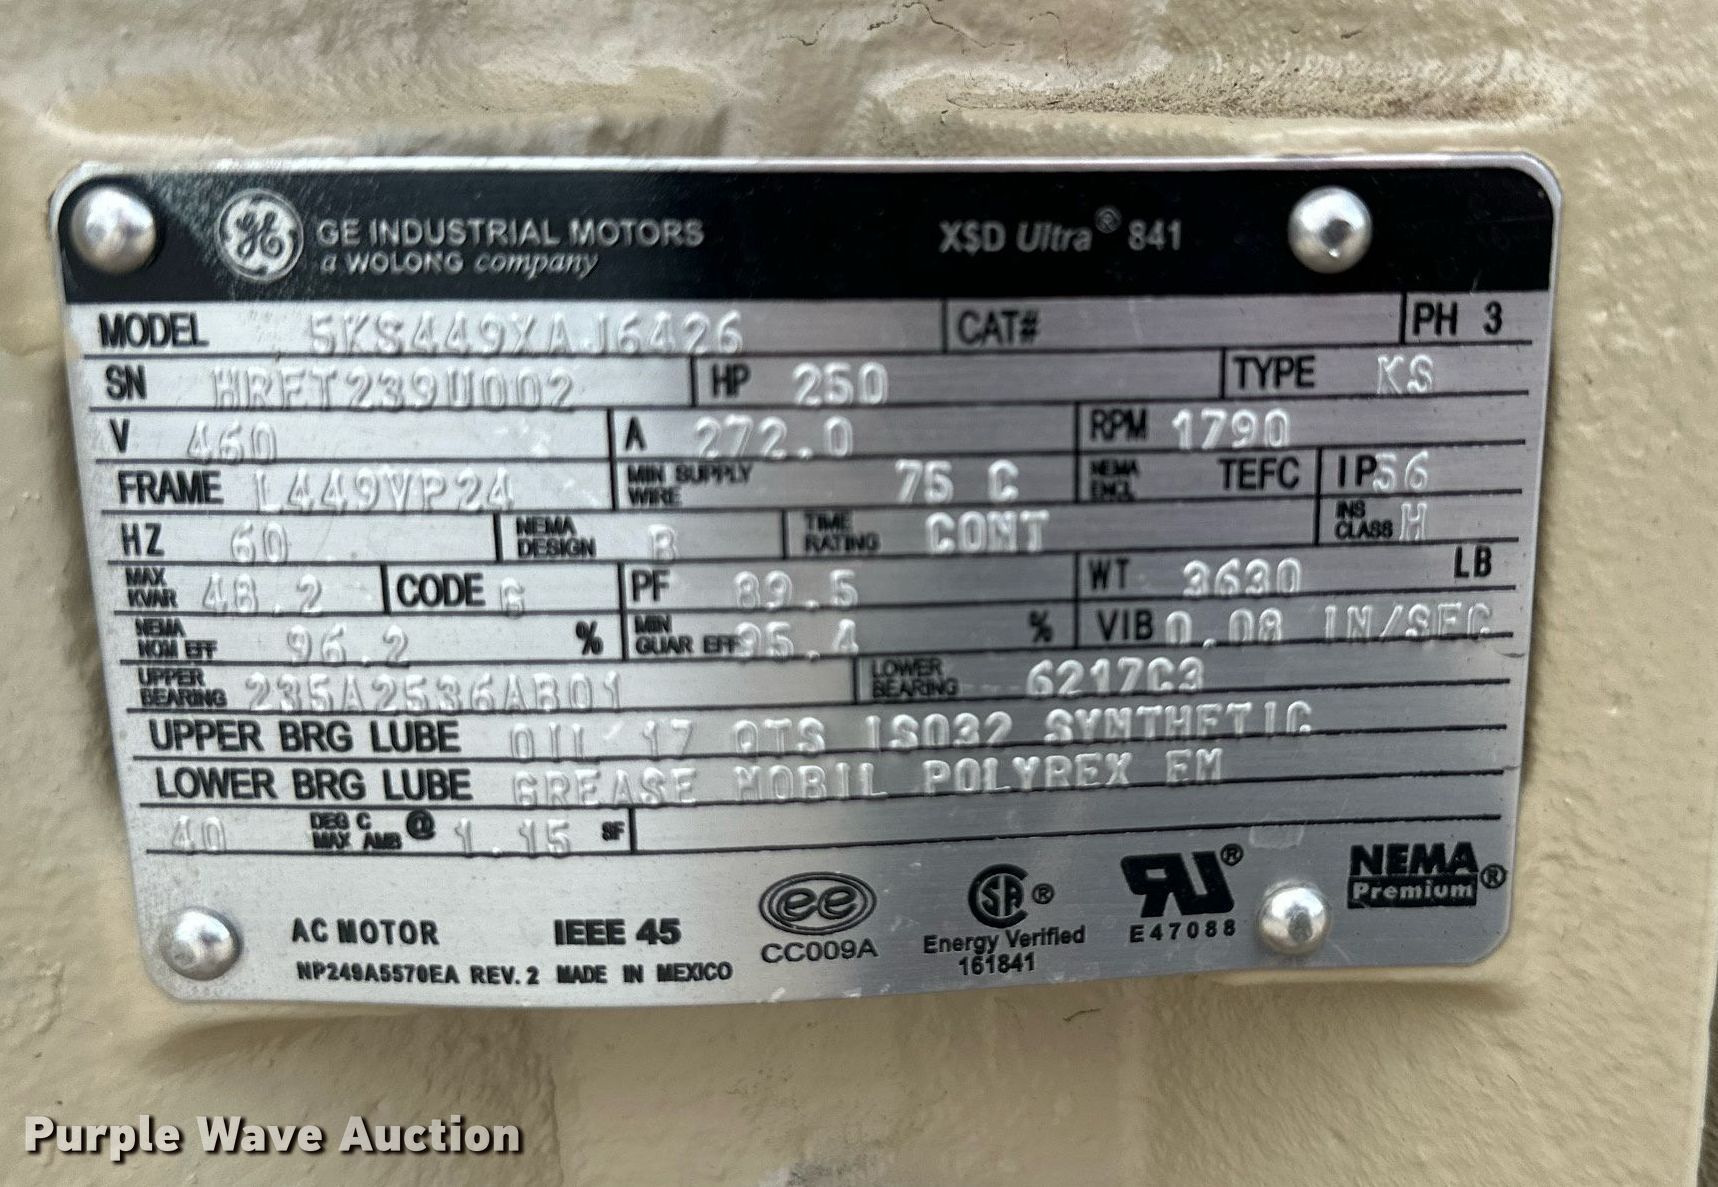 GE INDUSTRIAL MOTORS XSD Ultra® 841
a WOLONG company
MODEL 5KS449XAJ6426 CAT# PH 3
SN HRFT239U002 HP 250 TYPE KS
V 460 A 272.0 RPM 1790
FRAME L449VP24 MIN SUPPLY WIRE 75 C NEMA ENCL TEFC IP56
HZ 60 NEMA DESIGN B TIME RATING CONT INS CLASS H
MAX KVAR 48.2 CODE G PF 89.5 WT 3630 LB
NEMA NOM EFF 96.2 % MIN GUAR EFF 95.4 % VIB 0.08 IN/SEC
UPPER BEARING 235A2536AB01 LOWER BEARING 6217C3
UPPER BRG LUBE OIL 17 QTS ISO32 SYNTHETIC
LOWER BRG LUBE GREASE MOBIL POLYREX EM
40 DEG C MAX AMB @ 1.15 SF
AC MOTOR IEEE 45 ee CC009A
SA® Energy Verified 161841
RU® E47088
NEMA Premium®
NP249A5570EA REV. 2 MADE IN MEXICO
Purple Wave Auction